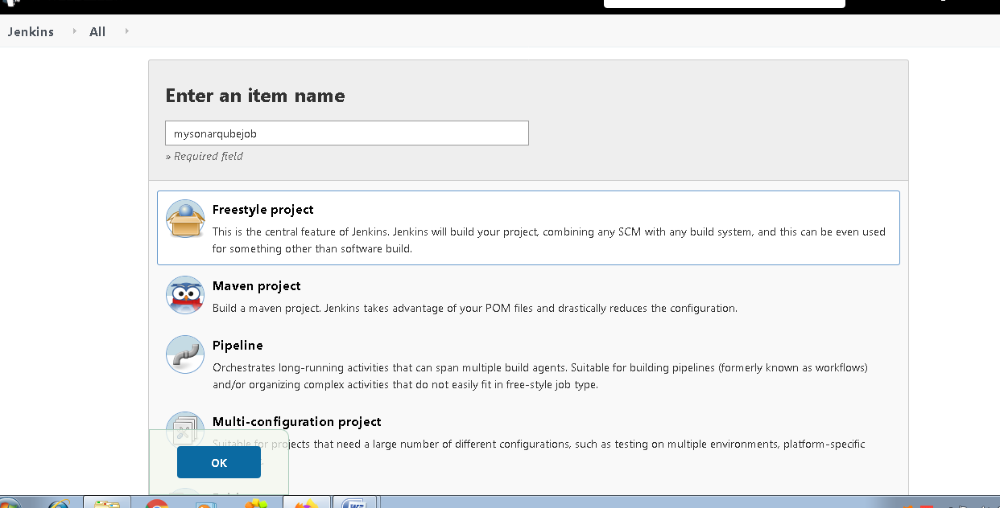 Jenkins All
Enter an item name
mysonarqubejob
» Required field
Freestyle project
This is the central feature of Jenkins. Jenkins will build your project, combining any SCM with any build system, and this can be even used
for something other than software build.
Maven project
Build a maven project. Jenkins takes advantage of your POM files and drastically reduces the configuration.
Pipeline
Orchestrates long-running activities that can span multiple build agents. Suitable for building pipelines (formerly known as workflows)
and/or organizing complex activities that do not easily fit in free-style job type.
Multi-configuration project
Suitable for projects that need a large number of different configurations, such as testing on multiple environments, platform-specific
OK